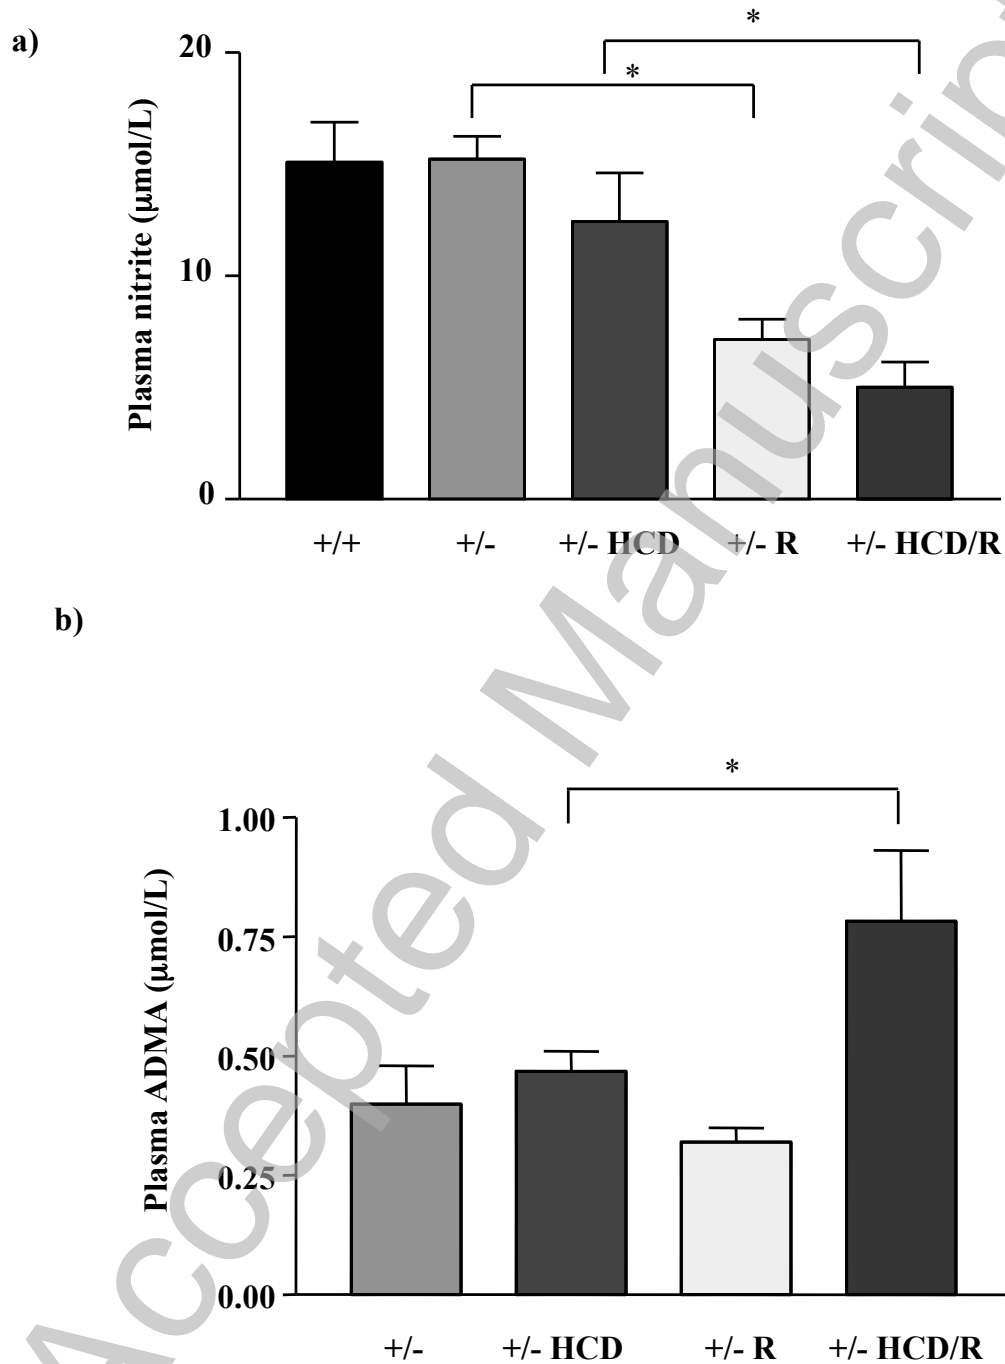 a)
*
*
20
10
0
Plasma nitrite (μmol/L)
+/+ +/- +/- HCD +/- R +/- HCD/R
b)
*
1.00
0.75
0.50
0.25
0.00
Plasma ADMA (μmol/L)
+/- +/- HCD +/- R +/- HCD/R
Accepted Manuscript